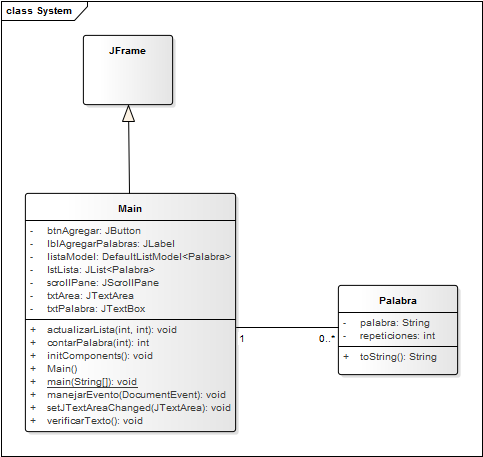 class System
JFrame
Main
- btnAgregar: JButton
- lblAgregarPalabras: JLabel
- listaModel: DefaultListModel<Palabra>
- lstLista: JList<Palabra>
- scrollPane: JScrollPane
- txtArea: JTextArea
- txtPalabra: JTextBox
+ actualizarLista(int, int): void
+ contarPalabra(int): int
+ initComponents(): void
+ Main()
+ main(String[]): void
+ manejarEvento(DocumentEvent): void
+ setJTextAreaChanged(JTextArea): void
+ verificarTexto(): void
1
0..*
Palabra
- palabra: String
- repeticiones: int
+ toString(): String